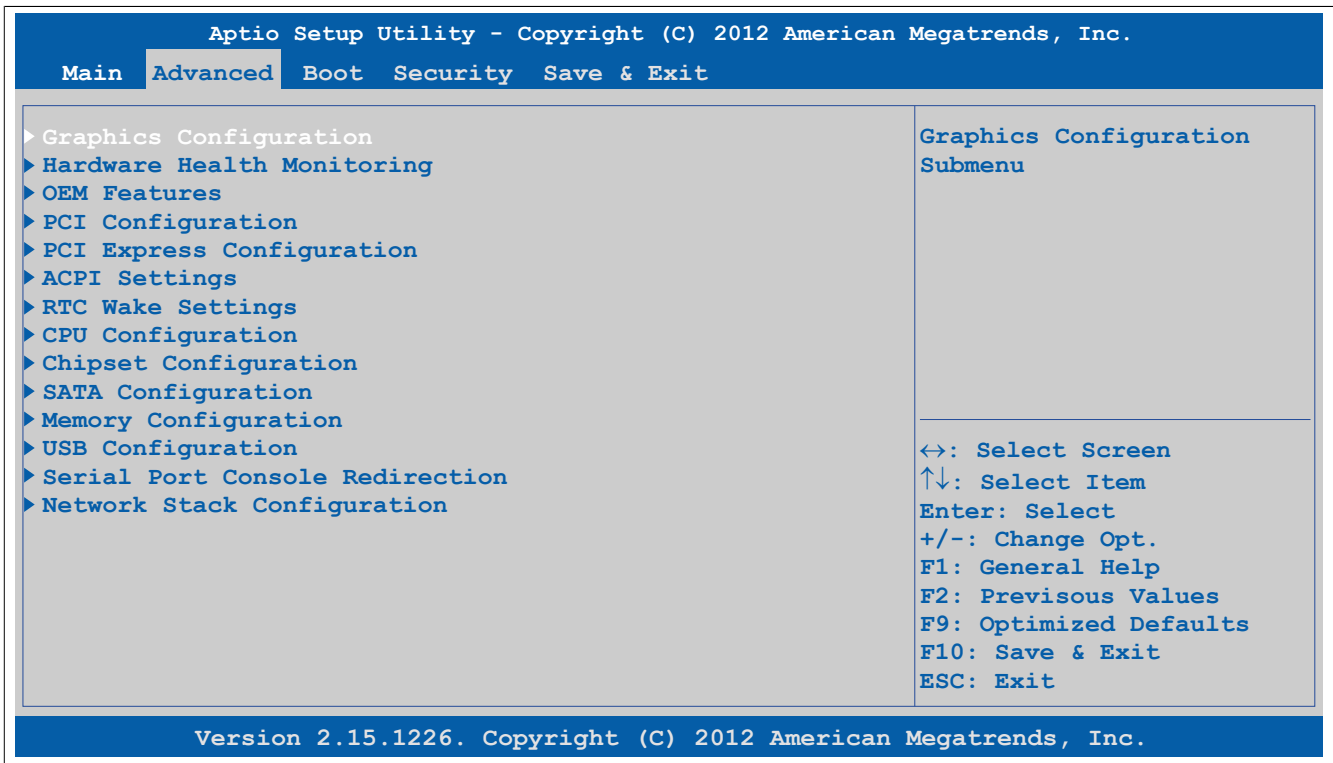 Aptio Setup Utility - Copyright (C) 2012 American Megatrends, Inc.
Main Advanced Boot Security Save & Exit
Graphics Configuration
Hardware Health Monitoring
OEM Features
PCI Configuration
PCI Express Configuration
ACPI Settings
RTC Wake Settings
CPU Configuration
Chipset Configuration
SATA Configuration
Memory Configuration
USB Configuration
Serial Port Console Redirection
Network Stack Configuration
Graphics Configuration
Submenu
↔: Select Screen
↑↓: Select Item
Enter: Select
+/-: Change Opt.
F1: General Help
F2: Previsous Values
F9: Optimized Defaults
F10: Save & Exit
ESC: Exit
Version 2.15.1226. Copyright (C) 2012 American Megatrends, Inc.